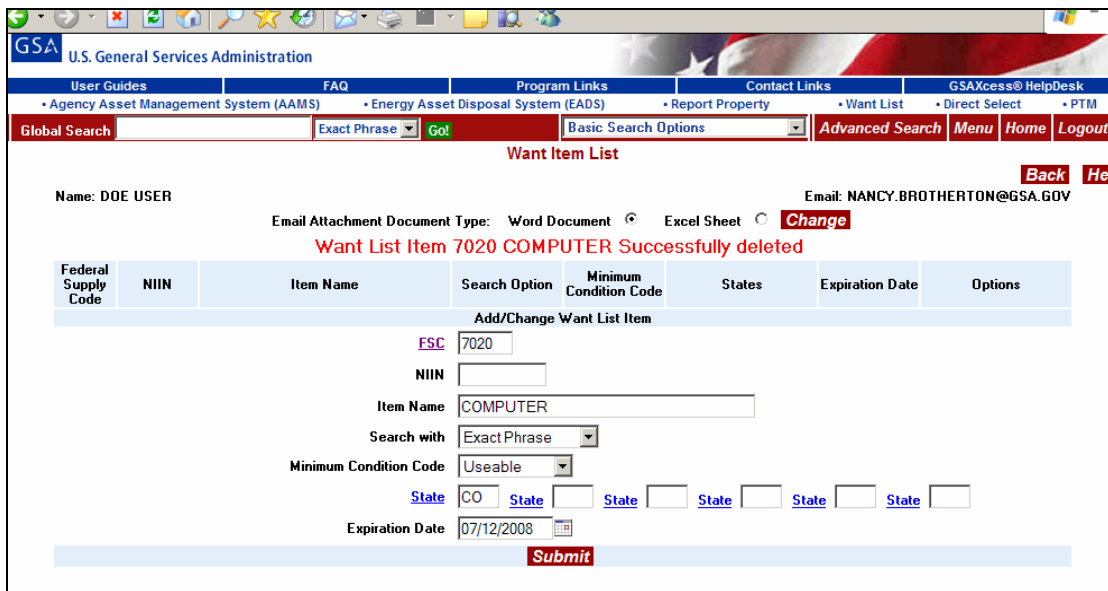 GSA U.S. General Services Administration
User Guides FAQ Program Links Contact Links GSAXcess® HelpDesk
• Agency Asset Management System (AAMS) • Energy Asset Disposal System (EADS) • Report Property • Want List • Direct Select • PTM
Global Search Exact Phrase Go! Basic Search Options Advanced Search Menu Home Logout
Want Item List
Back He
Name: DOE USER Email: NANCY.BROTHERTON@GSA.GOV
Email Attachment Document Type: Word Document Excel Sheet Change
Want List Item 7020 COMPUTER Successfully deleted
Federal Supply Code NIIN Item Name Search Option Minimum Condition Code States Expiration Date Options
Add/Change Want List Item
FSC 7020
NIIN
Item Name COMPUTER
Search with Exact Phrase
Minimum Condition Code Useable
State CO State State State State State
Expiration Date 07/12/2008
Submit